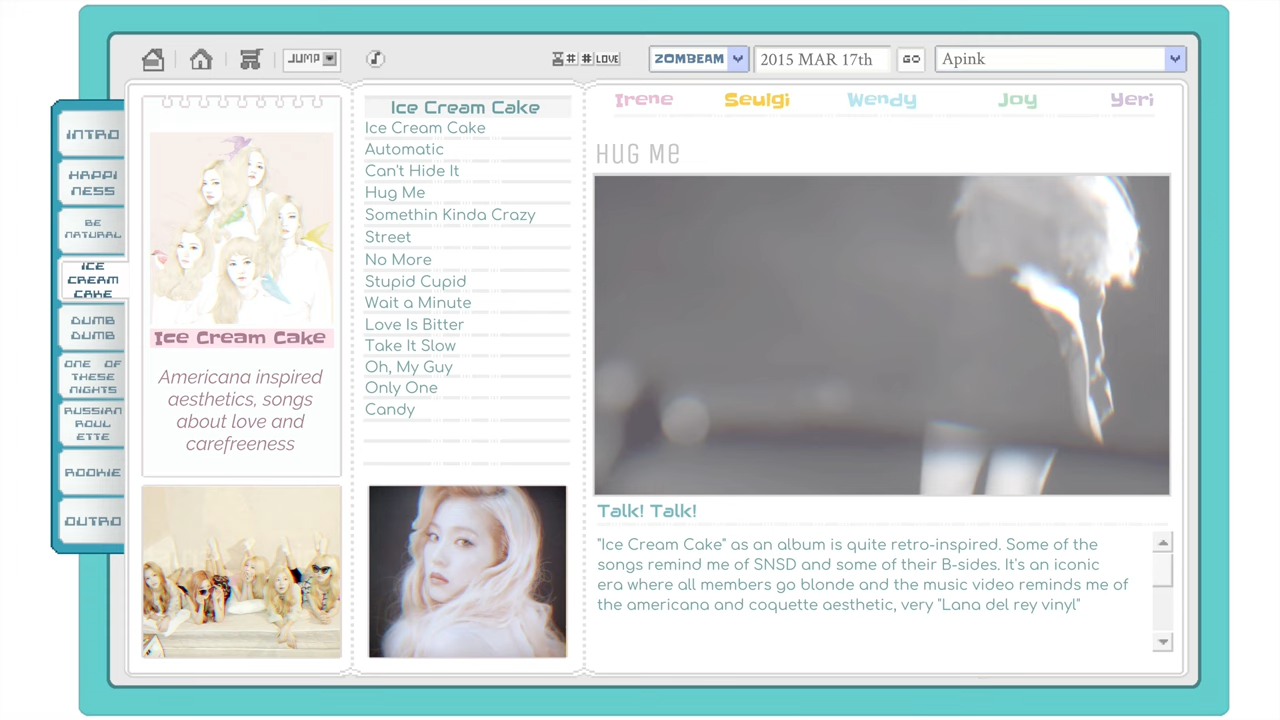 JUMP
# # LOVE
ZOMBEAM
2015 MAR 17th
GO
Apink
INTRO
HAPPI
NESS
BE
NATURAL
ICE
CREAM
CAKE
DUMB
DUMB
ONE OF
THESE
NIGHTS
RUSSIAN
ROUL
ETTE
ROOKIE
OUTRO
Ice Cream Cake
Americana inspired
aesthetics, songs
about love and
carefreeness
Ice Cream Cake
Ice Cream Cake
Automatic
Can't Hide It
Hug Me
Somethin Kinda Crazy
Street
No More
Stupid Cupid
Wait a Minute
Love Is Bitter
Take It Slow
Oh, My Guy
Only One
Candy
Irene Seulgi Wendy Joy Yeri
Hug Me
Talk! Talk!
"Ice Cream Cake" as an album is quite retro-inspired. Some of the
songs remind me of SNSD and some of their B-sides. It's an iconic
era where all members go blonde and the music video reminds me of
the americana and coquette aesthetic, very "Lana del rey vinyl"